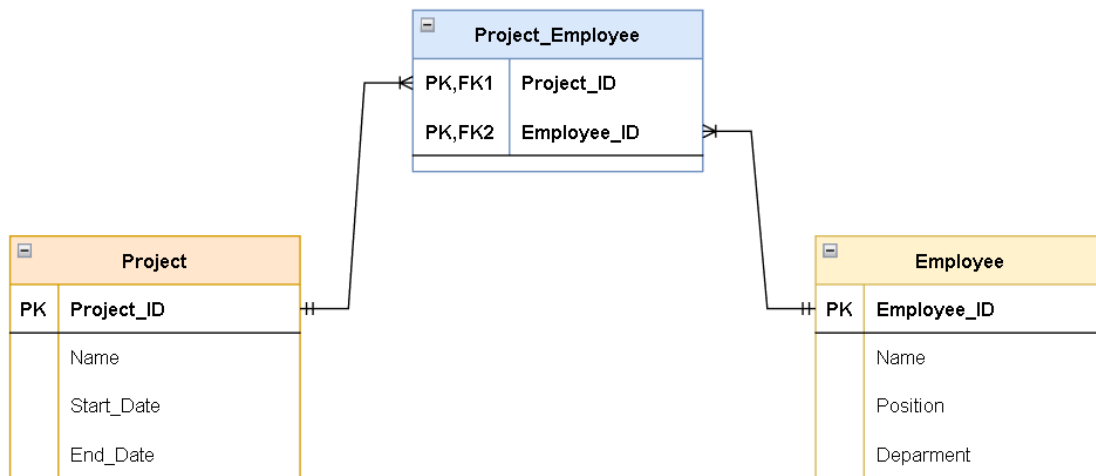 Project_Employee
PK,FK1 Project_ID
PK,FK2 Employee_ID
Project
PK Project_ID
Name
Start_Date
End_Date
Employee
PK Employee_ID
Name
Position
Deparment